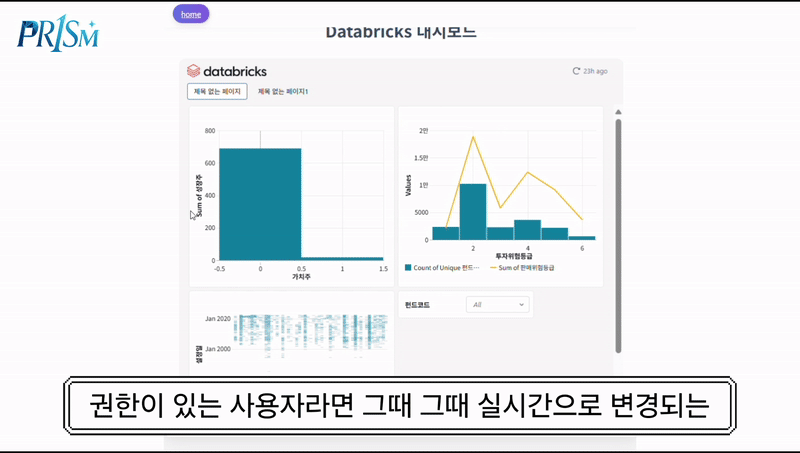 PR1SM
home
Databricks 대시보드
databricks
23h ago
제목 없는 페이지
제목 없는 페이지1
800
600
400
200
0
Sum of 성장주
-0.5 0 0.5 1 1.5
가치주
2만
1.5만
1만
5000
0
Values
2 4 6
투자위험등급
Count of Unique 펀드…
Sum of 판매위험등급
Jan 2020
Jan 2000
설정일
펀드코드
All
권한이 있는 사용자라면 그때 그때 실시간으로 변경되는